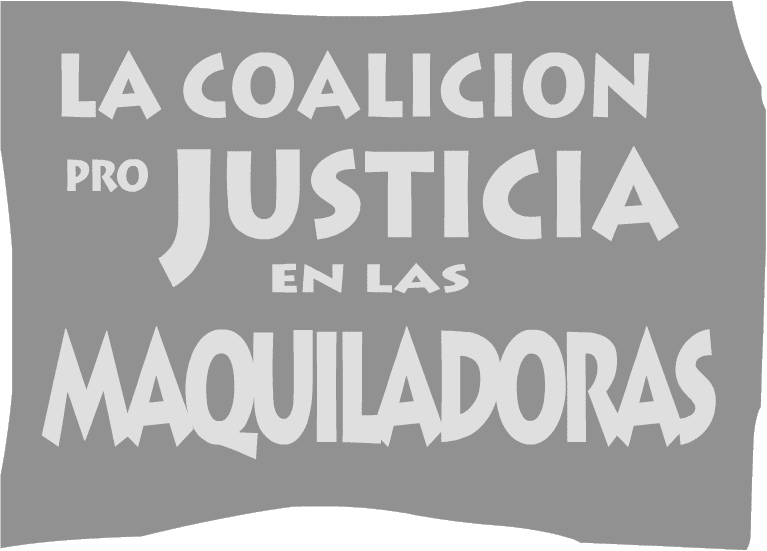 LA COALICION
PRO JUSTICIA
EN LAS
MAQUILADORAS